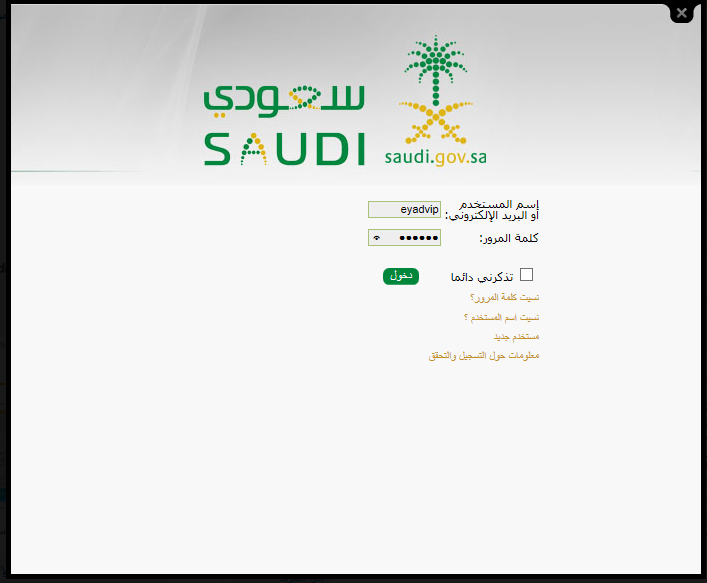 سعودي
SAUDI
saudi.gov.sa
إسم المستخدم
أو البريد الإلكتروني:
eyadvip
كلمة المرور:
تذكرني دائما
دخول
نسيت كلمة المرور؟
نسيت اسم المستخدم ؟
مستخدم جديد
معلومات حول التسجيل والتحقق